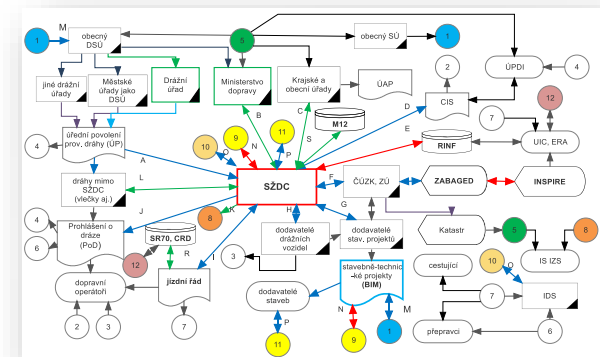 1
M
obecný
DSÚ
5
obecný SÚ
1
2
ÚPDI
4
jiné drážní
úřady
Městské
úřady jako
DSÚ
Drážní
úřad
Ministerstvo
dopravy
Krajské a
obecní úřady
ÚAP
CIS
12
7
B
C
D
S
M12
E
RINF
UIC, ERA
4
úřední povolení
prov, dráhy (ÚP)
A
10
O
9
N
11
P
SŽDC
F
ČÚZK, ZÚ
ZABAGED
INSPIRE
L
dráhy mimo
SŽDC
(vlečky aj.)
J
K
8
H
G
4
6
Prohlášení o
dráze
(PoD)
SR70, CRD
12
R
I
3
dodavatelé
drážních
vozidel
dodavatelé
stav, projektů
Katastr
5
8
IS IZS
dopravní
operátoři
jízdní řád
stavebně-technic
-ké projekty
(BIM)
cestující
10
O
2
3
7
dodavatelé
staveb
N
M
7
IDS
P
11
9
1
přepravci
6